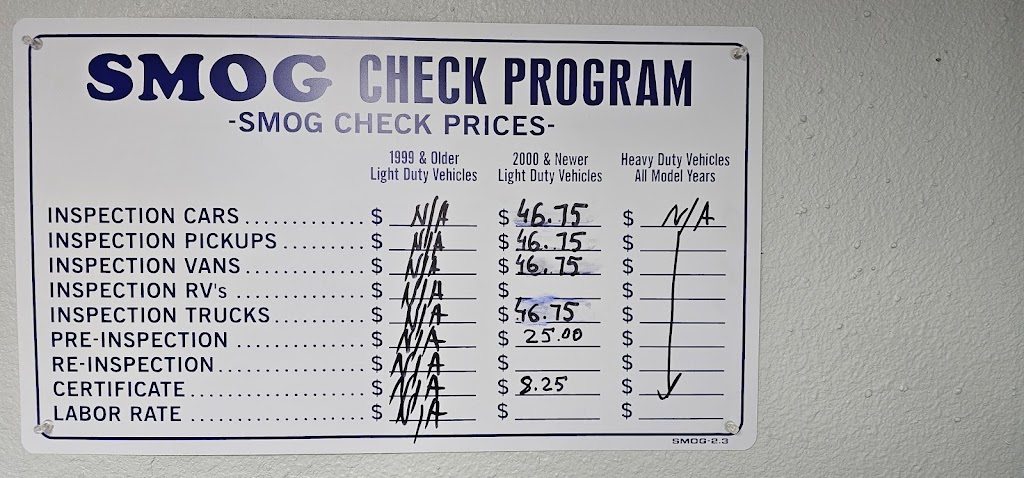 SMOG CHECK PROGRAM
-SMOG CHECK PRICES-
1999 & Older 2000 & Newer Heavy Duty Vehicles
Light Duty Vehicles Light Duty Vehicles All Model Years
INSPECTION CARS.............. $ N/A $ 46.75 $ N/A
INSPECTION PICKUPS......... $ N/A $ 46.75 $
INSPECTION VANS.............. $ N/A $ 46.75 $
INSPECTION RV's ............... $ N/A $ $
INSPECTION TRUCKS.......... $ N/A $ 46.75 $
PRE-INSPECTION ............... $ N/A $ 25.00 $
RE-INSPECTION................. $ N/A $ $
CERTIFICATE ..................... $ N/A $ 8.25 $
LABOR RATE ..................... $ N/A $ $
SMOG-2.3